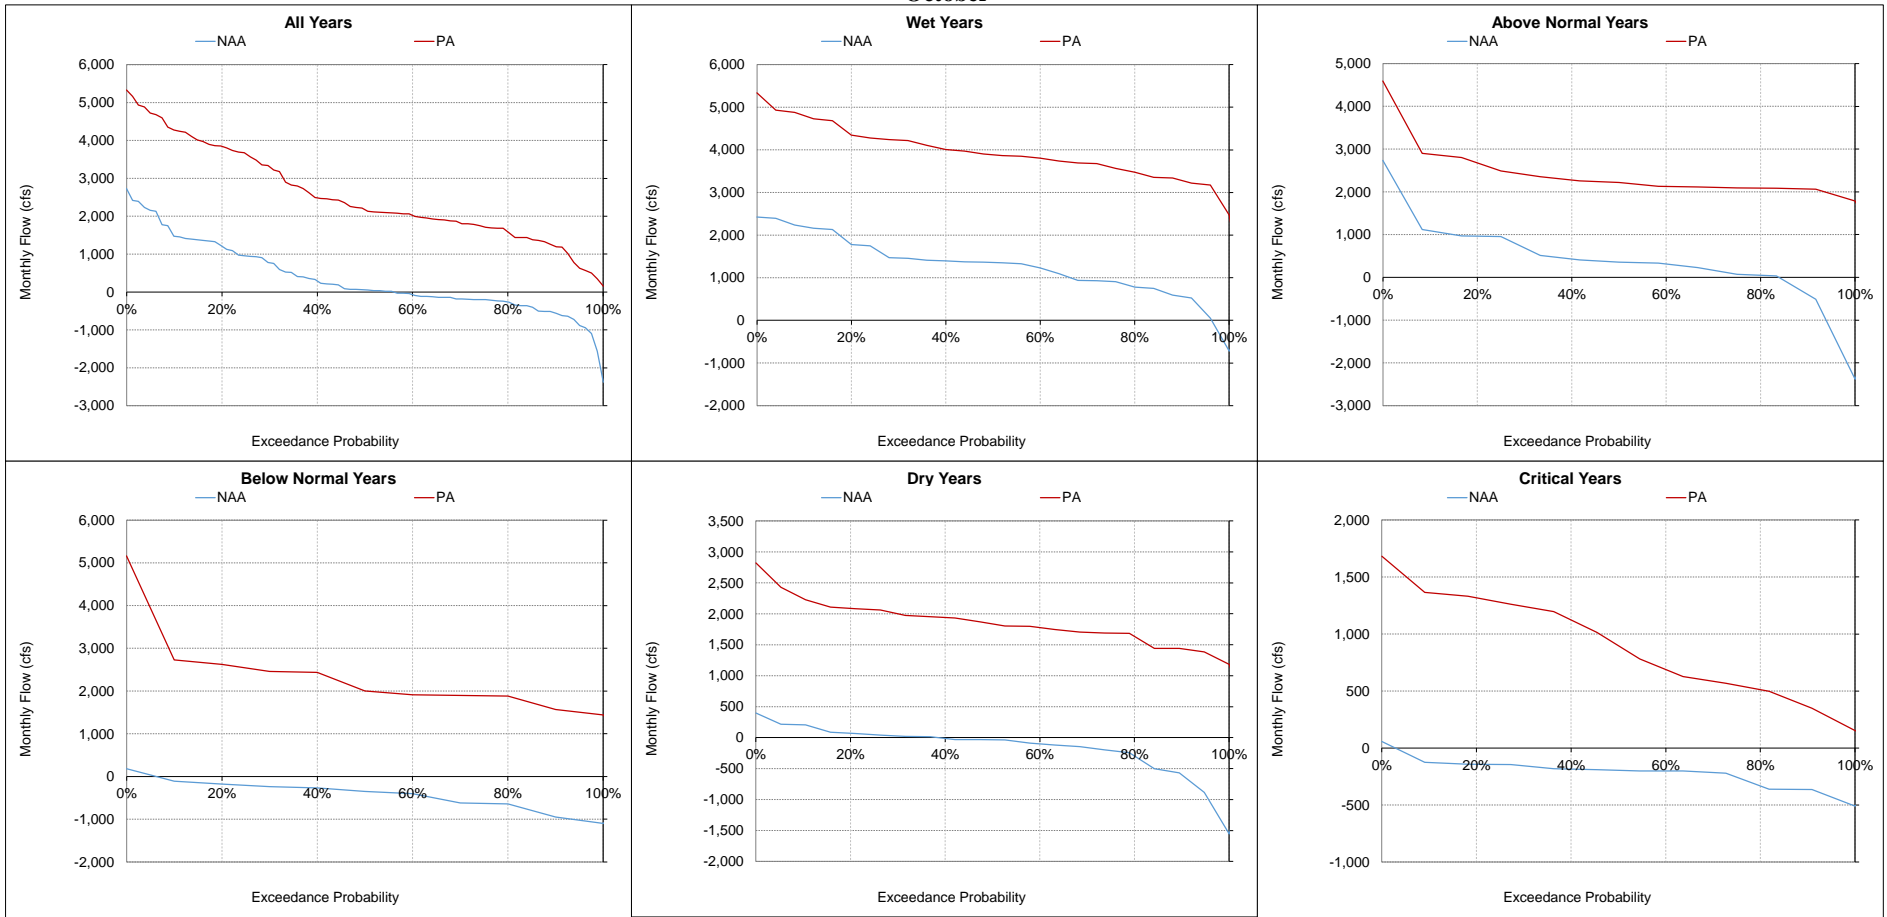 October
All Years
NAA PA
6,000
5,000
4,000
3,000
2,000
1,000
0
-1,000
-2,000
-3,000
0% 20% 40% 60% 80% 100%
Monthly Flow (cfs)
Exceedance Probability
Wet Years
NAA PA
6,000
5,000
4,000
3,000
2,000
1,000
0
-1,000
-2,000
0% 20% 40% 60% 80% 100%
Monthly Flow (cfs)
Exceedance Probability
Above Normal Years
NAA PA
5,000
4,000
3,000
2,000
1,000
0
-1,000
-2,000
-3,000
0% 20% 40% 60% 80% 100%
Monthly Flow (cfs)
Exceedance Probability
Below Normal Years
NAA PA
6,000
5,000
4,000
3,000
2,000
1,000
0
-1,000
-2,000
0% 20% 40% 60% 80% 100%
Monthly Flow (cfs)
Exceedance Probability
Dry Years
NAA PA
3,500
3,000
2,500
2,000
1,500
1,000
500
0
-500
-1,000
-1,500
-2,000
0% 20% 40% 60% 80% 100%
Monthly Flow (cfs)
Exceedance Probability
Critical Years
NAA PA
2,000
1,500
1,000
500
0
-500
-1,000
0% 20% 40% 60% 80% 100%
Monthly Flow (cfs)
Exceedance Probability